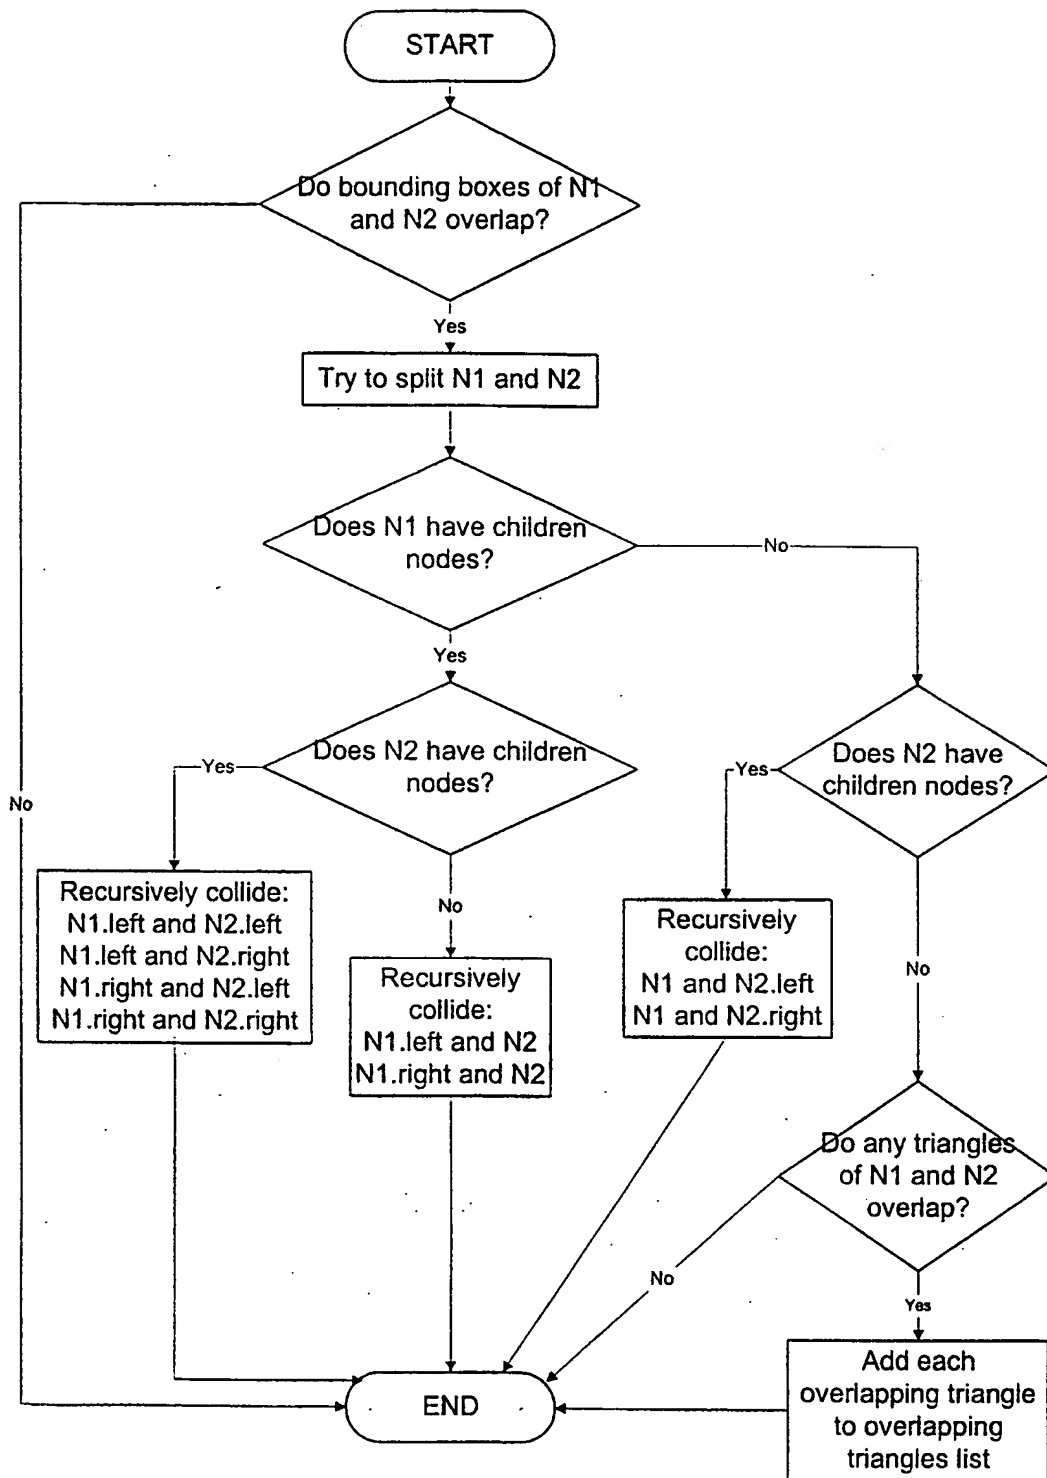 START
Do bounding boxes of N1
and N2 overlap?
Yes
Try to split N1 and N2
Does N1 have children
nodes?
No
Yes
Does N2 have children
nodes?
Yes
Does N2 have
children nodes?
Yes
No
Recursively collide:
N1.left and N2.left
N1.left and N2.right
N1.right and N2.left
N1.right and N2.right
No
Recursively
collide:
N1.left and N2
N1.right and N2
Recursively
collide:
N1 and N2.left
N1 and N2.right
No
Do any triangles
of N1 and N2
overlap?
No
Yes
Add each
overlapping triangle
to overlapping
triangles list
END